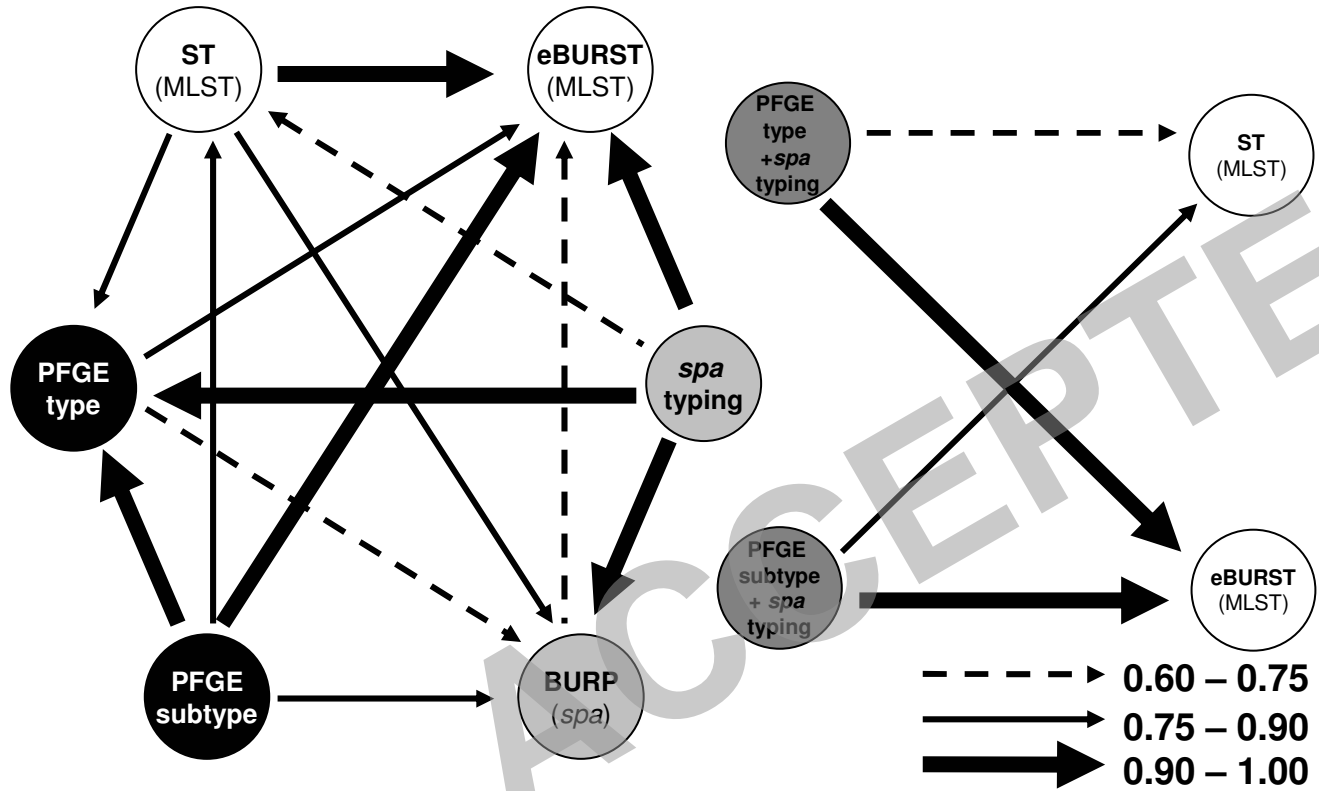 ST
(MLST)
eBURST
(MLST)
PFGE
type
spa
typing
PFGE
subtype
BURP
(spa)
PFGE
type
+spa
typing
ST
(MLST)
PFGE
subtype
+ spa
typing
eBURST
(MLST)
0.60 – 0.75
0.75 – 0.90
0.90 – 1.00
ACCEPTE